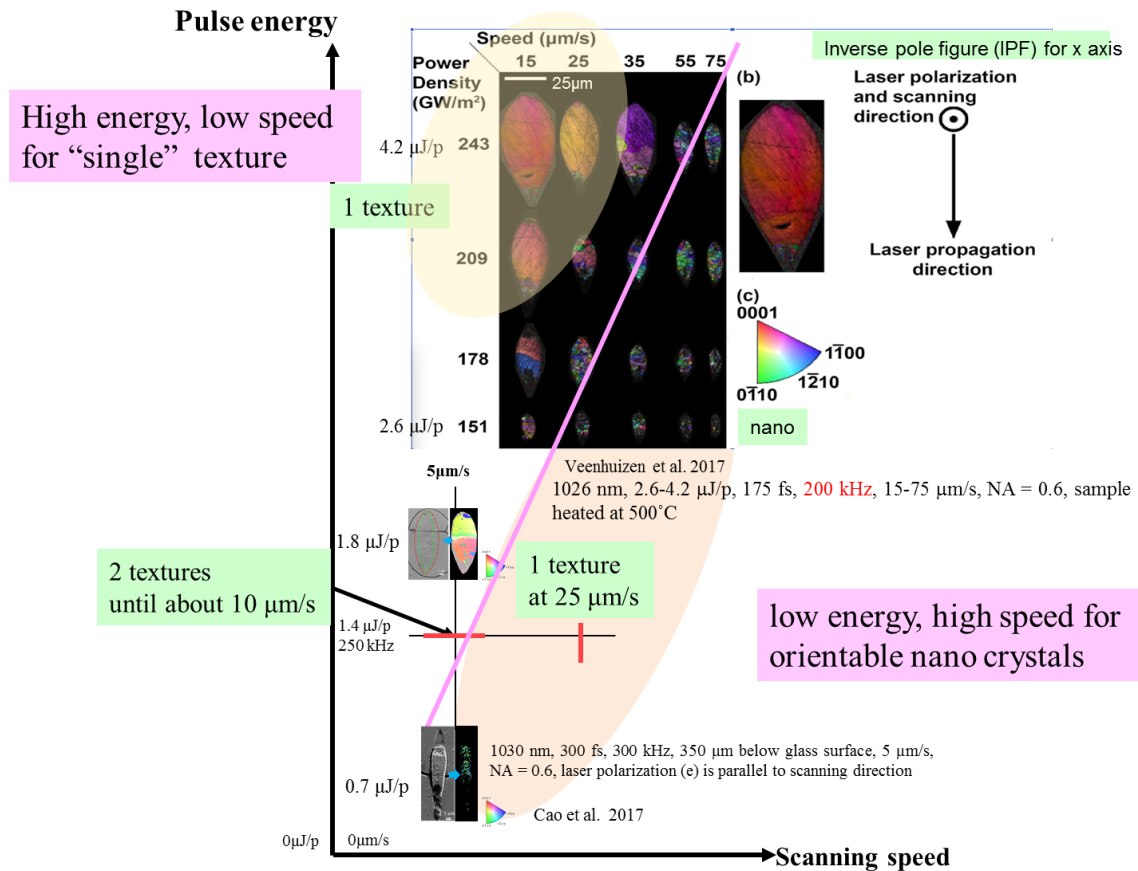 Pulse energy
High energy, low speed
for “single” texture
1 texture
Speed (μm/s)
15 25 35 55 75
Power
Density
(GW/m²)
25μm
4.2 μJ/p 243
209
178
2.6 μJ/p 151
(b)
Inverse pole figure (IPF) for x axis
Laser polarization
and scanning
direction
Laser propagation
direction
(c)
0001
11̅00
12̅10
01̅10
nano
Veenhuizen et al. 2017
1026 nm, 2.6-4.2 μJ/p, 175 fs, 200 kHz, 15-75 μm/s, NA = 0.6, sample
heated at 500˚C
5μm/s
1.8 μJ/p
2 textures
until about 10 μm/s
1 texture
at 25 μm/s
1.4 μJ/p
250 kHz
low energy, high speed for
orientable nano crystals
0.7 μJ/p
1030 nm, 300 fs, 300 kHz, 350 μm below glass surface, 5 μm/s,
NA = 0.6, laser polarization (e) is parallel to scanning direction
Cao et al. 2017
0μJ/p 0μm/s
Scanning speed